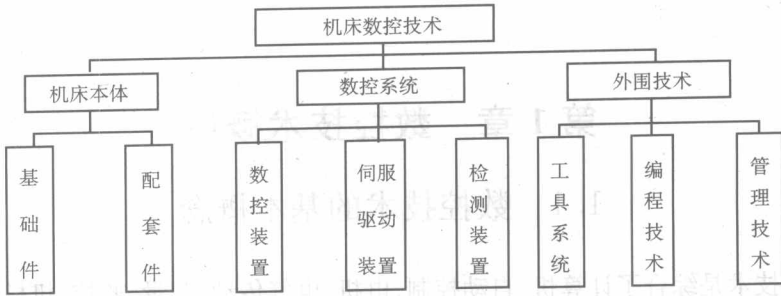 机床数控技术
机床本体
数控系统
外围技术
基础件
配套件
数控装置
伺服驱动装置
检测装置
工具系统
编程技术
管理技术